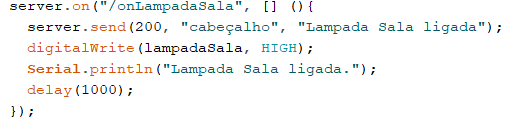 server.on("/onLampadaSala", [] (){
server.send(200, "cabeçalho", "Lampada Sala ligada");
digitalWrite(lampadaSala, HIGH);
Serial.println("Lampada Sala ligada.");
delay(1000);
});